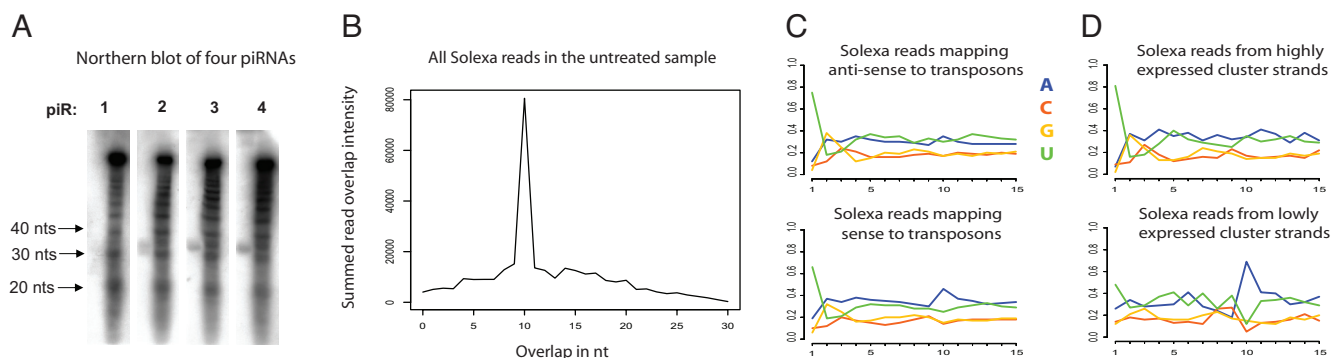 A
Northern blot of four piRNAs
piR: 1 2 3 4
40 nts
30 nts
20 nts
B
All Solexa reads in the untreated sample
Summed read overlap intensity
80000
60000
40000
2000
0
0 5 10 15 20 25 30
Overlap in nt
C
Solexa reads mapping
anti-sense to transposons
1.0
0.8
0.6
0.4
0.2
0.0
1 5 10 15
Solexa reads mapping
sense to transposons
1.0
0.8
0.6
0.4
0.2
0.0
1 5 10 15
A
C
G
U
D
Solexa reads from highly
expressed cluster strands
1.0
0.8
0.6
0.4
0.2
0.0
1 5 10 15
Solexa reads from lowly
expressed cluster strands
1.0
0.8
0.6
0.4
0.2
0.0
1 5 10 15